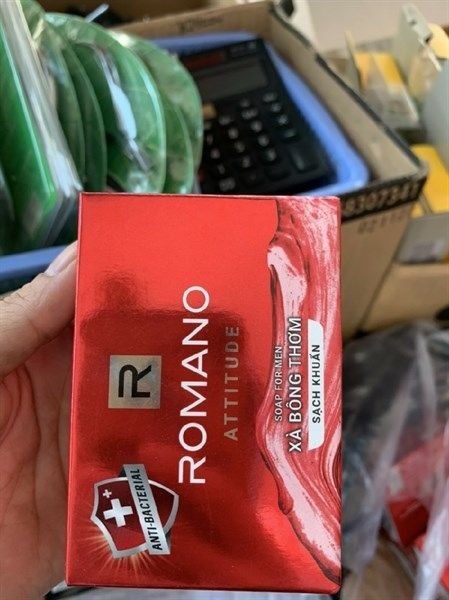 R
ROMANO
ATTITUDE
SOAP FOR MEN
XÀ BÔNG THƠM
SẠCH KHUẨN
ANTI-BACTERIAL